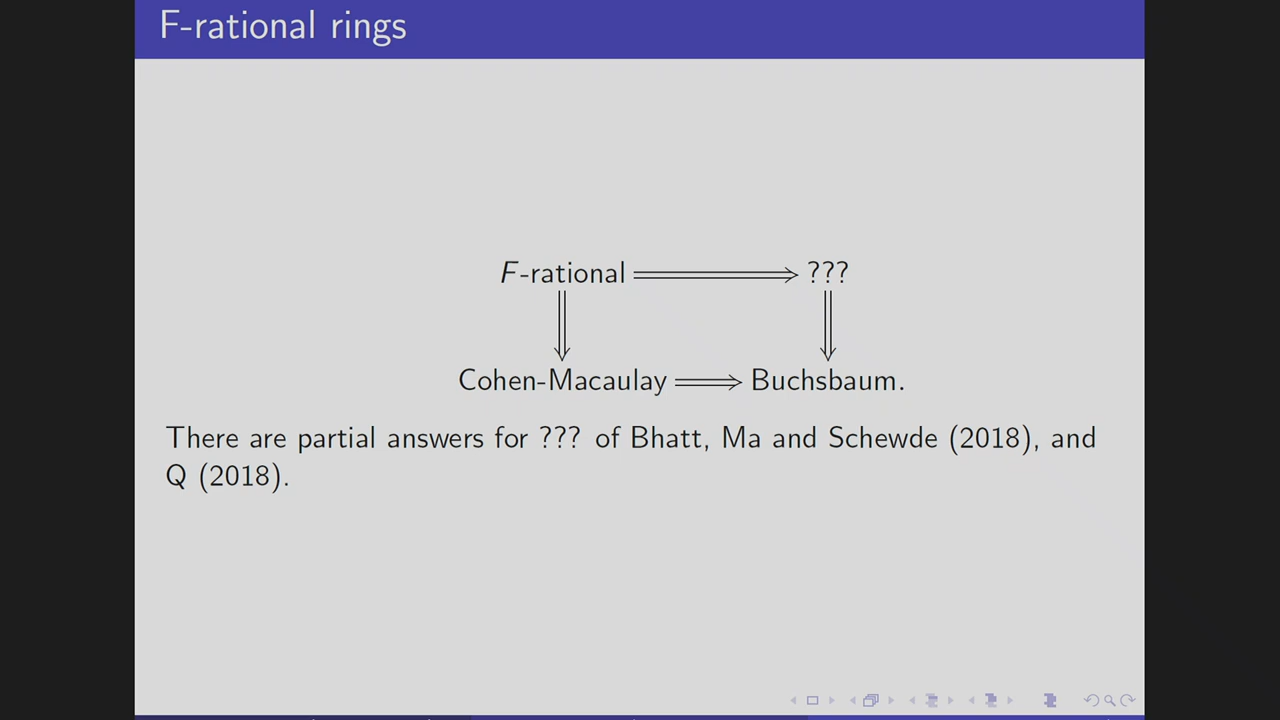 F-rational rings
F-rational ⟹ ???
Cohen-Macaulay ⟹ Buchsbaum.
There are partial answers for ??? of Bhatt, Ma and Schewde (2018), and
Q (2018).